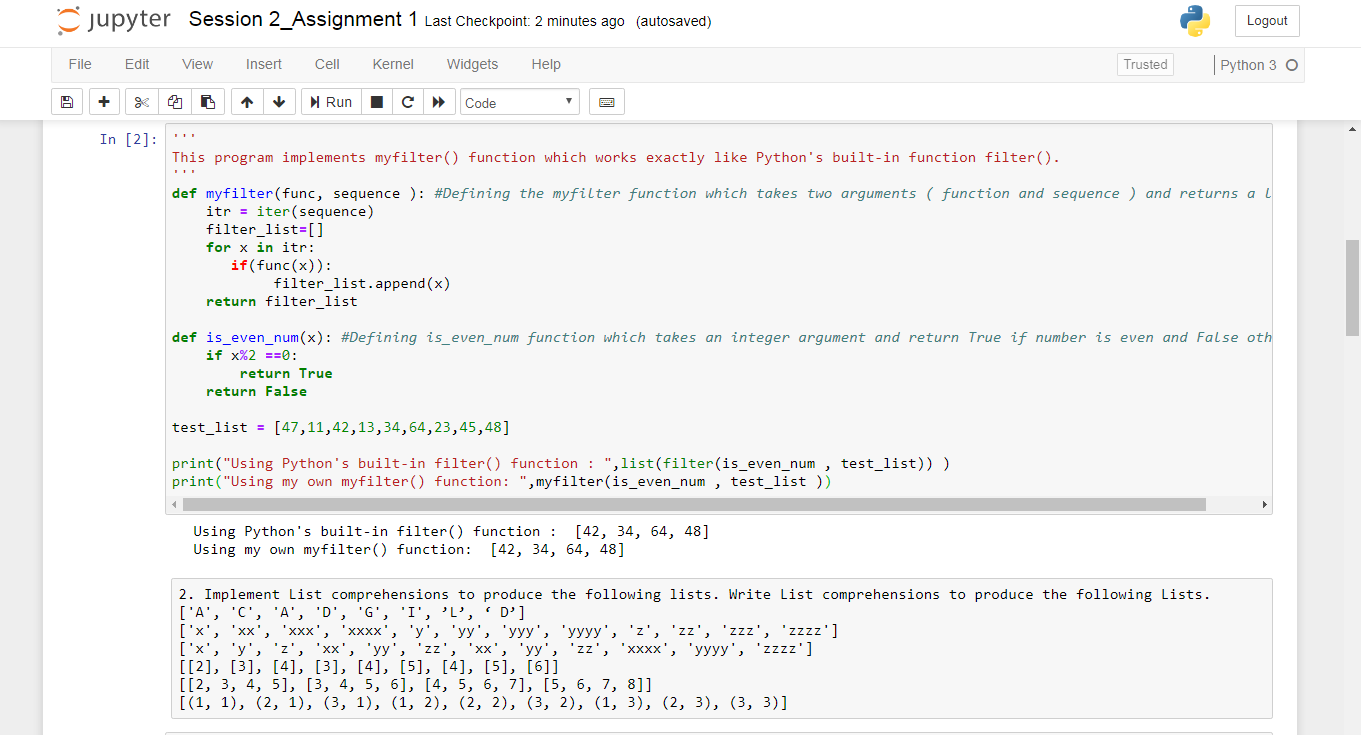 jupyter Session 2_Assignment 1 Last Checkpoint: 2 minutes ago (autosaved) Logout
File Edit View Insert Cell Kernel Widgets Help Trusted Python 3
Run Code
In [2]: '''
This program implements myfilter() function which works exactly like Python's built-in function filter().
'''
def myfilter(func, sequence ): #Defining the myfilter function which takes two arguments ( function and sequence ) and returns a l
    itr = iter(sequence)
    filter_list=[]
    for x in itr:
       if(func(x)):
            filter_list.append(x)
    return filter_list
def is_even_num(x): #Defining is_even_num function which takes an integer argument and return True if number is even and False oth
    if x%2 ==0:
        return True
    return False
test_list = [47,11,42,13,34,64,23,45,48]
print("Using Python's built-in filter() function : ",list(filter(is_even_num , test_list)) )
print("Using my own myfilter() function: ",myfilter(is_even_num , test_list ))
Using Python's built-in filter() function :  [42, 34, 64, 48]
Using my own myfilter() function:  [42, 34, 64, 48]
2. Implement List comprehensions to produce the following lists. Write List comprehensions to produce the following Lists.
['A', 'C', 'A', 'D', 'G', 'I', ’L’, ‘ D’]
['x', 'xx', 'xxx', 'xxxx', 'y', 'yy', 'yyy', 'yyyy', 'z', 'zz', 'zzz', 'zzzz']
['x', 'y', 'z', 'xx', 'yy', 'zz', 'xx', 'yy', 'zz', 'xxxx', 'yyyy', 'zzzz']
[[2], [3], [4], [3], [4], [5], [4], [5], [6]]
[[2, 3, 4, 5], [3, 4, 5, 6], [4, 5, 6, 7], [5, 6, 7, 8]]
[(1, 1), (2, 1), (3, 1), (1, 2), (2, 2), (3, 2), (1, 3), (2, 3), (3, 3)]